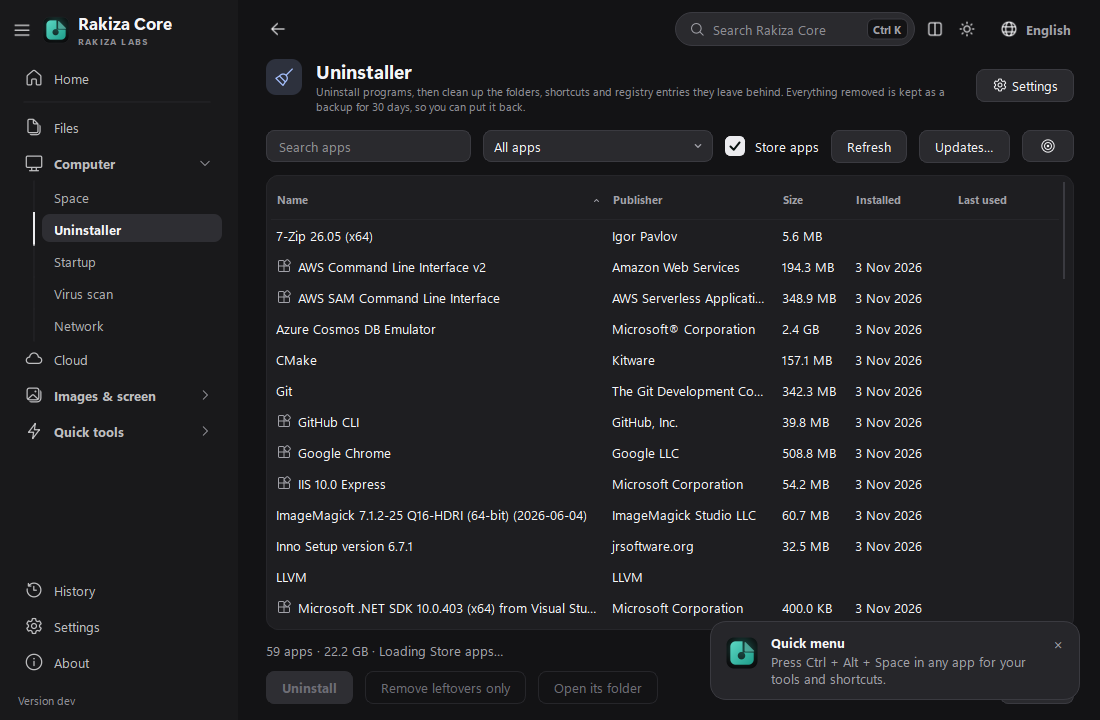 Rakiza Core
RAKIZA LABS
Search Rakiza Core
Ctrl K
English
Home
Files
Computer
Space
Uninstaller
Startup
Virus scan
Network
Cloud
Images & screen
Quick tools
History
Settings
About
Version dev
Uninstaller
Uninstall programs, then clean up the folders, shortcuts and registry entries they leave behind. Everything removed is kept as a
backup for 30 days, so you can put it back.
Settings
Search apps
All apps
Store apps
Refresh
Updates...
Name Publisher Size Installed Last used
7-Zip 26.05 (x64) Igor Pavlov 5.6 MB
AWS Command Line Interface v2 Amazon Web Services 194.3 MB 3 Nov 2026
AWS SAM Command Line Interface AWS Serverless Applicati... 348.9 MB 3 Nov 2026
Azure Cosmos DB Emulator Microsoft® Corporation 2.4 GB 3 Nov 2026
CMake Kitware 157.1 MB 3 Nov 2026
Git The Git Development Co... 342.3 MB 3 Nov 2026
GitHub CLI GitHub, Inc. 39.8 MB 3 Nov 2026
Google Chrome Google LLC 508.8 MB 3 Nov 2026
IIS 10.0 Express Microsoft Corporation 54.2 MB 3 Nov 2026
ImageMagick 7.1.2-25 Q16-HDRI (64-bit) (2026-06-04) ImageMagick Studio LLC 60.7 MB 3 Nov 2026
Inno Setup version 6.7.1 jrsoftware.org 32.5 MB 3 Nov 2026
LLVM LLVM
Microsoft .NET SDK 10.0.403 (x64) from Visual Stu... Microsoft Corporation 400.0 KB 3 Nov 2026
59 apps · 22.2 GB · Loading Store apps...
Uninstall
Remove leftovers only
Open its folder
Quick menu
Press Ctrl + Alt + Space in any app for your
tools and shortcuts.